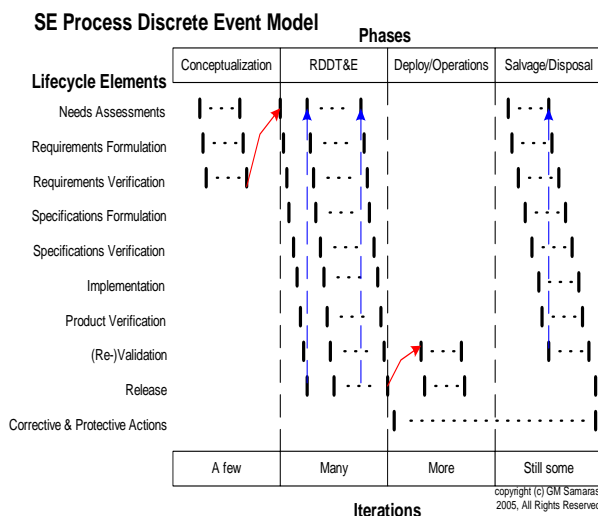 SE Process Discrete Event Model
Phases
Conceptualization RDDT&E Deploy/Operations Salvage/Disposal
Lifecycle Elements
Needs Assessments
Requirements Formulation
Requirements Verification
Specifications Formulation
Specifications Verification
Implementation
Product Verification
(Re-)Validation
Release
Corrective & Protective Actions
A few Many More Still some
Iterations
copyright (c) GM Samaras
2005, All Rights Reserved